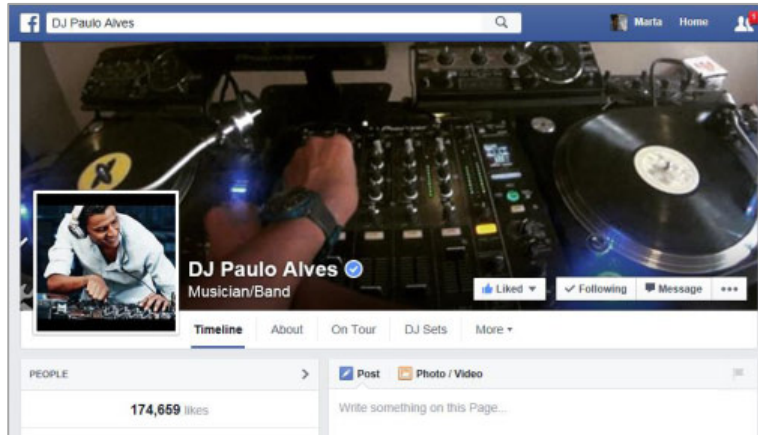 f DJ Paulo Alves Marta Home 1
DJ Paulo Alves
Musician/Band
Liked Following Message
Timeline About On Tour DJ Sets More
PEOPLE
Post Photo / Video
174,659 likes
Write something on this Page...